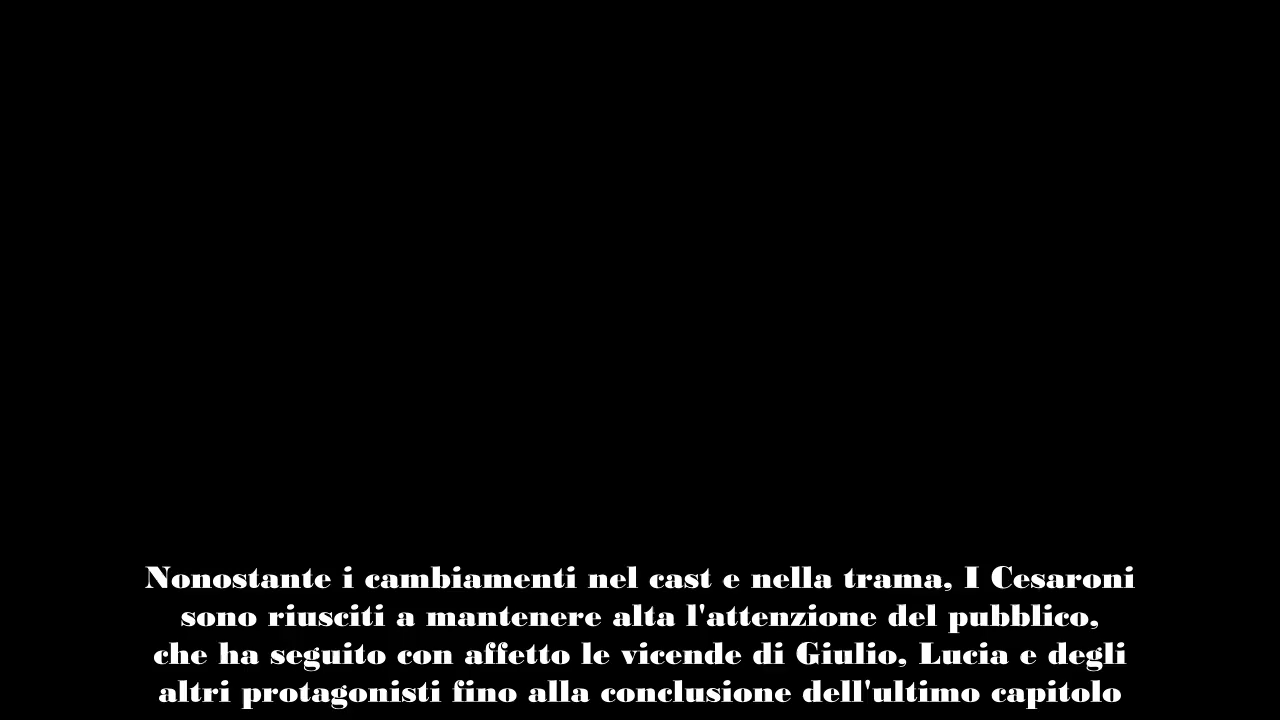 Nonostante i cambiamenti nel cast e nella trama, I Cesaroni
sono riusciti a mantenere alta l'attenzione del pubblico,
che ha seguito con affetto le vicende di Giulio, Lucia e degli
altri protagonisti fino alla conclusione dell'ultimo capitolo